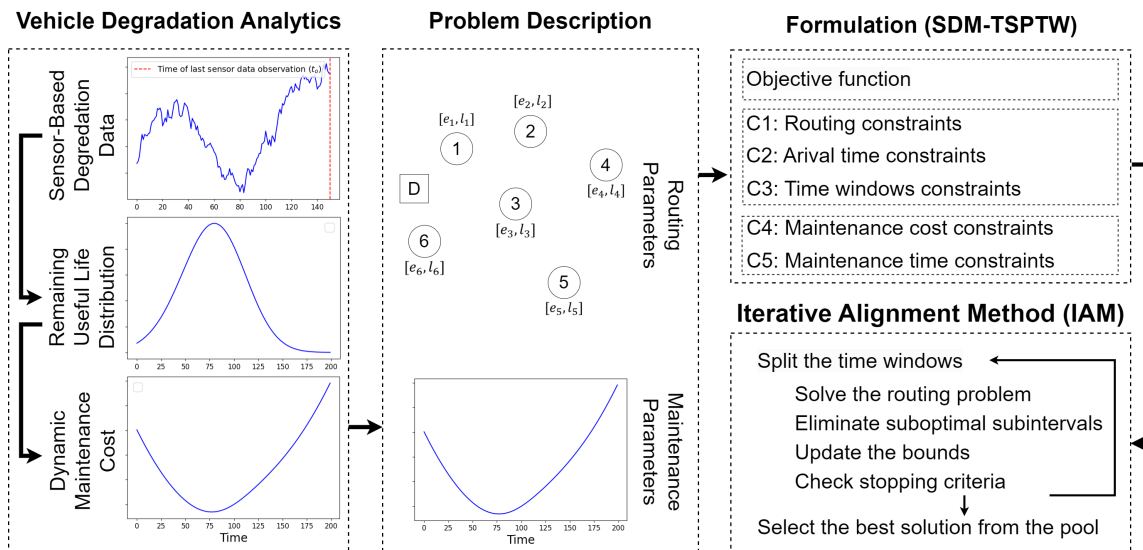 Vehicle Degradation Analytics
Sensor-Based
Degredation
Data
Time of last sensor data observation (t₀)
0 20 40 60 80 100 120 140
Remaining
Useful Life
Distribution
0 25 50 75 100 125 150 175 200
Dynamic
Maintenance
Cost
0 25 50 75 100 125 150 175 200
Time
Problem Description
[e₂, l₂]
2
[e₁, l₁]
1
4
[e₄, l₄]
D
3
[e₃, l₃]
6
[e₆, l₆]
5
[e₅, l₅]
Routing
Parameters
Maintenance
Parameters
0 25 50 75 100 125 150 175 200
Time
Formulation (SDM-TSPTW)
Objective function
C1: Routing constraints
C2: Arival time constraints
C3: Time windows constraints
C4: Maintenance cost constraints
C5: Maintenance time constraints
Iterative Alignment Method (IAM)
Split the time windows
Solve the routing problem
Eliminate suboptimal subintervals
Update the bounds
Check stopping criteria
Select the best solution from the pool